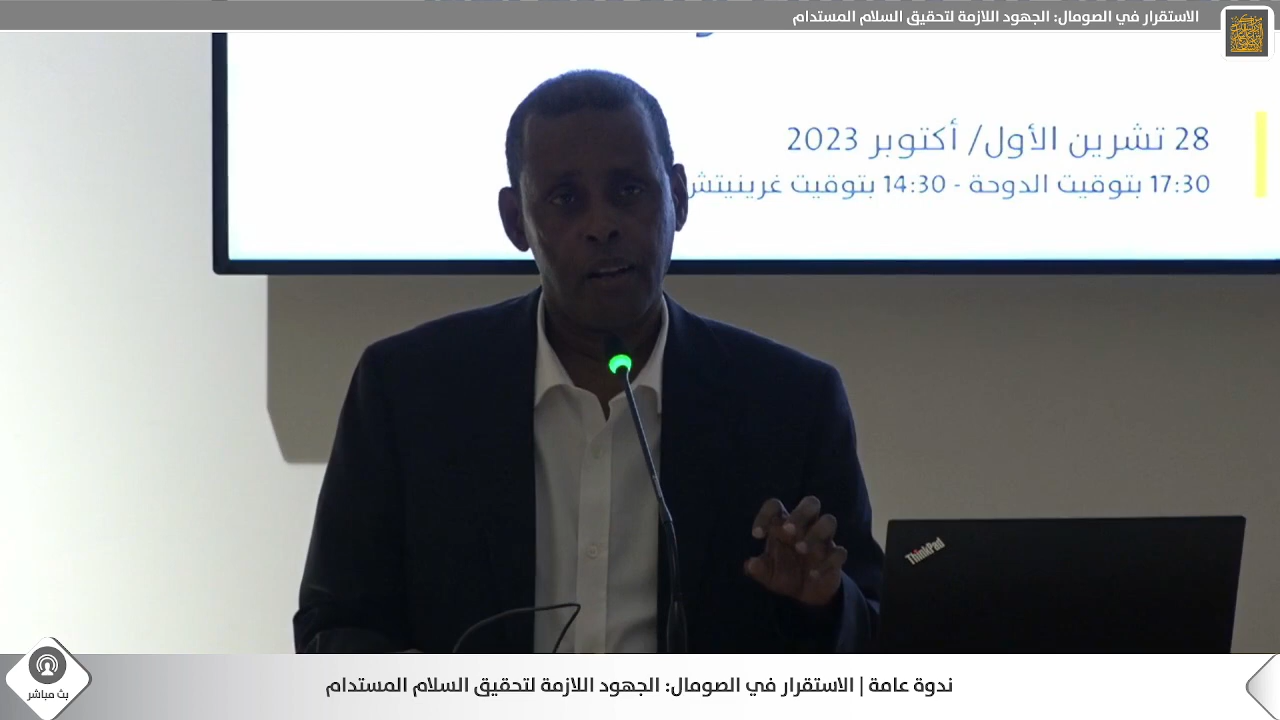 الاستقرار في الصومال: الجهود اللازمة لتحقيق السلام المستدام
28 تشرين الأول/ أكتوبر 2023
17:30 بتوقيت الدوحة - 14:30 بتوقيت غرينيتش
ThinkPad
ندوة عامة | الاستقرار في الصومال: الجهود اللازمة لتحقيق السلام المستدام
بث مباشر